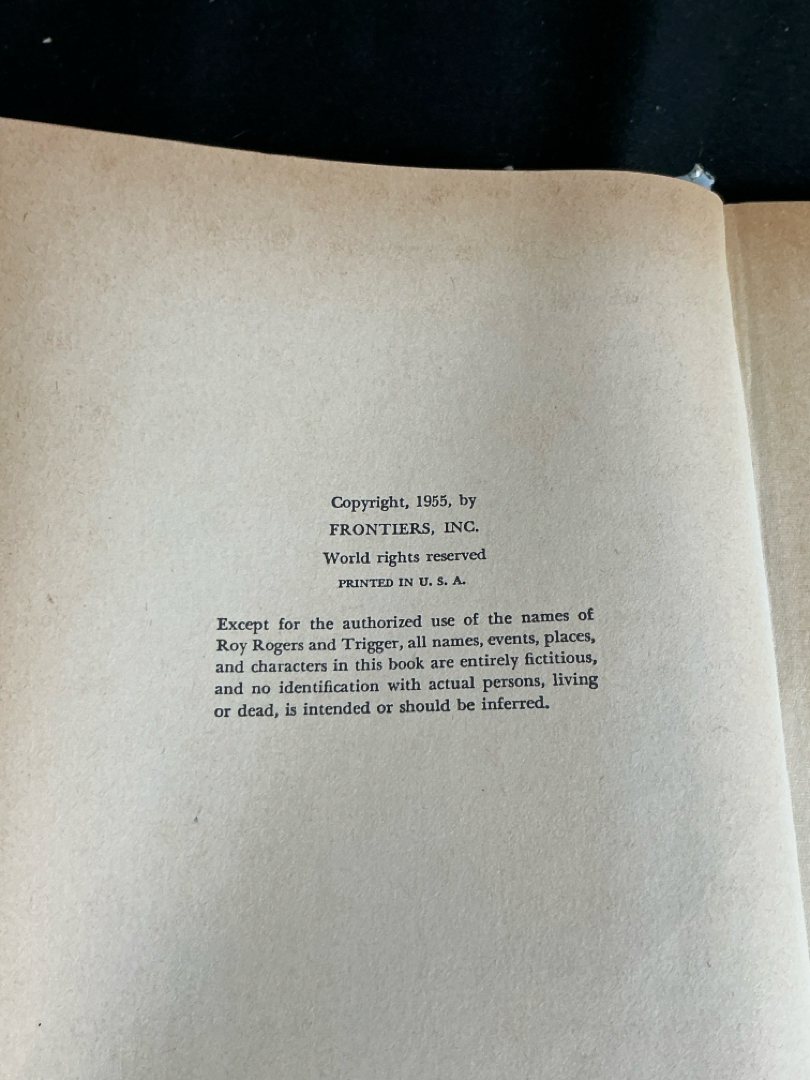 Copyright, 1955, by
FRONTIERS, INC.
World rights reserved
PRINTED IN U. S. A.
Except for the authorized use of the names of
Roy Rogers and Trigger, all names, events, places,
and characters in this book are entirely fictitious,
and no identification with actual persons, living
or dead, is intended or should be inferred.